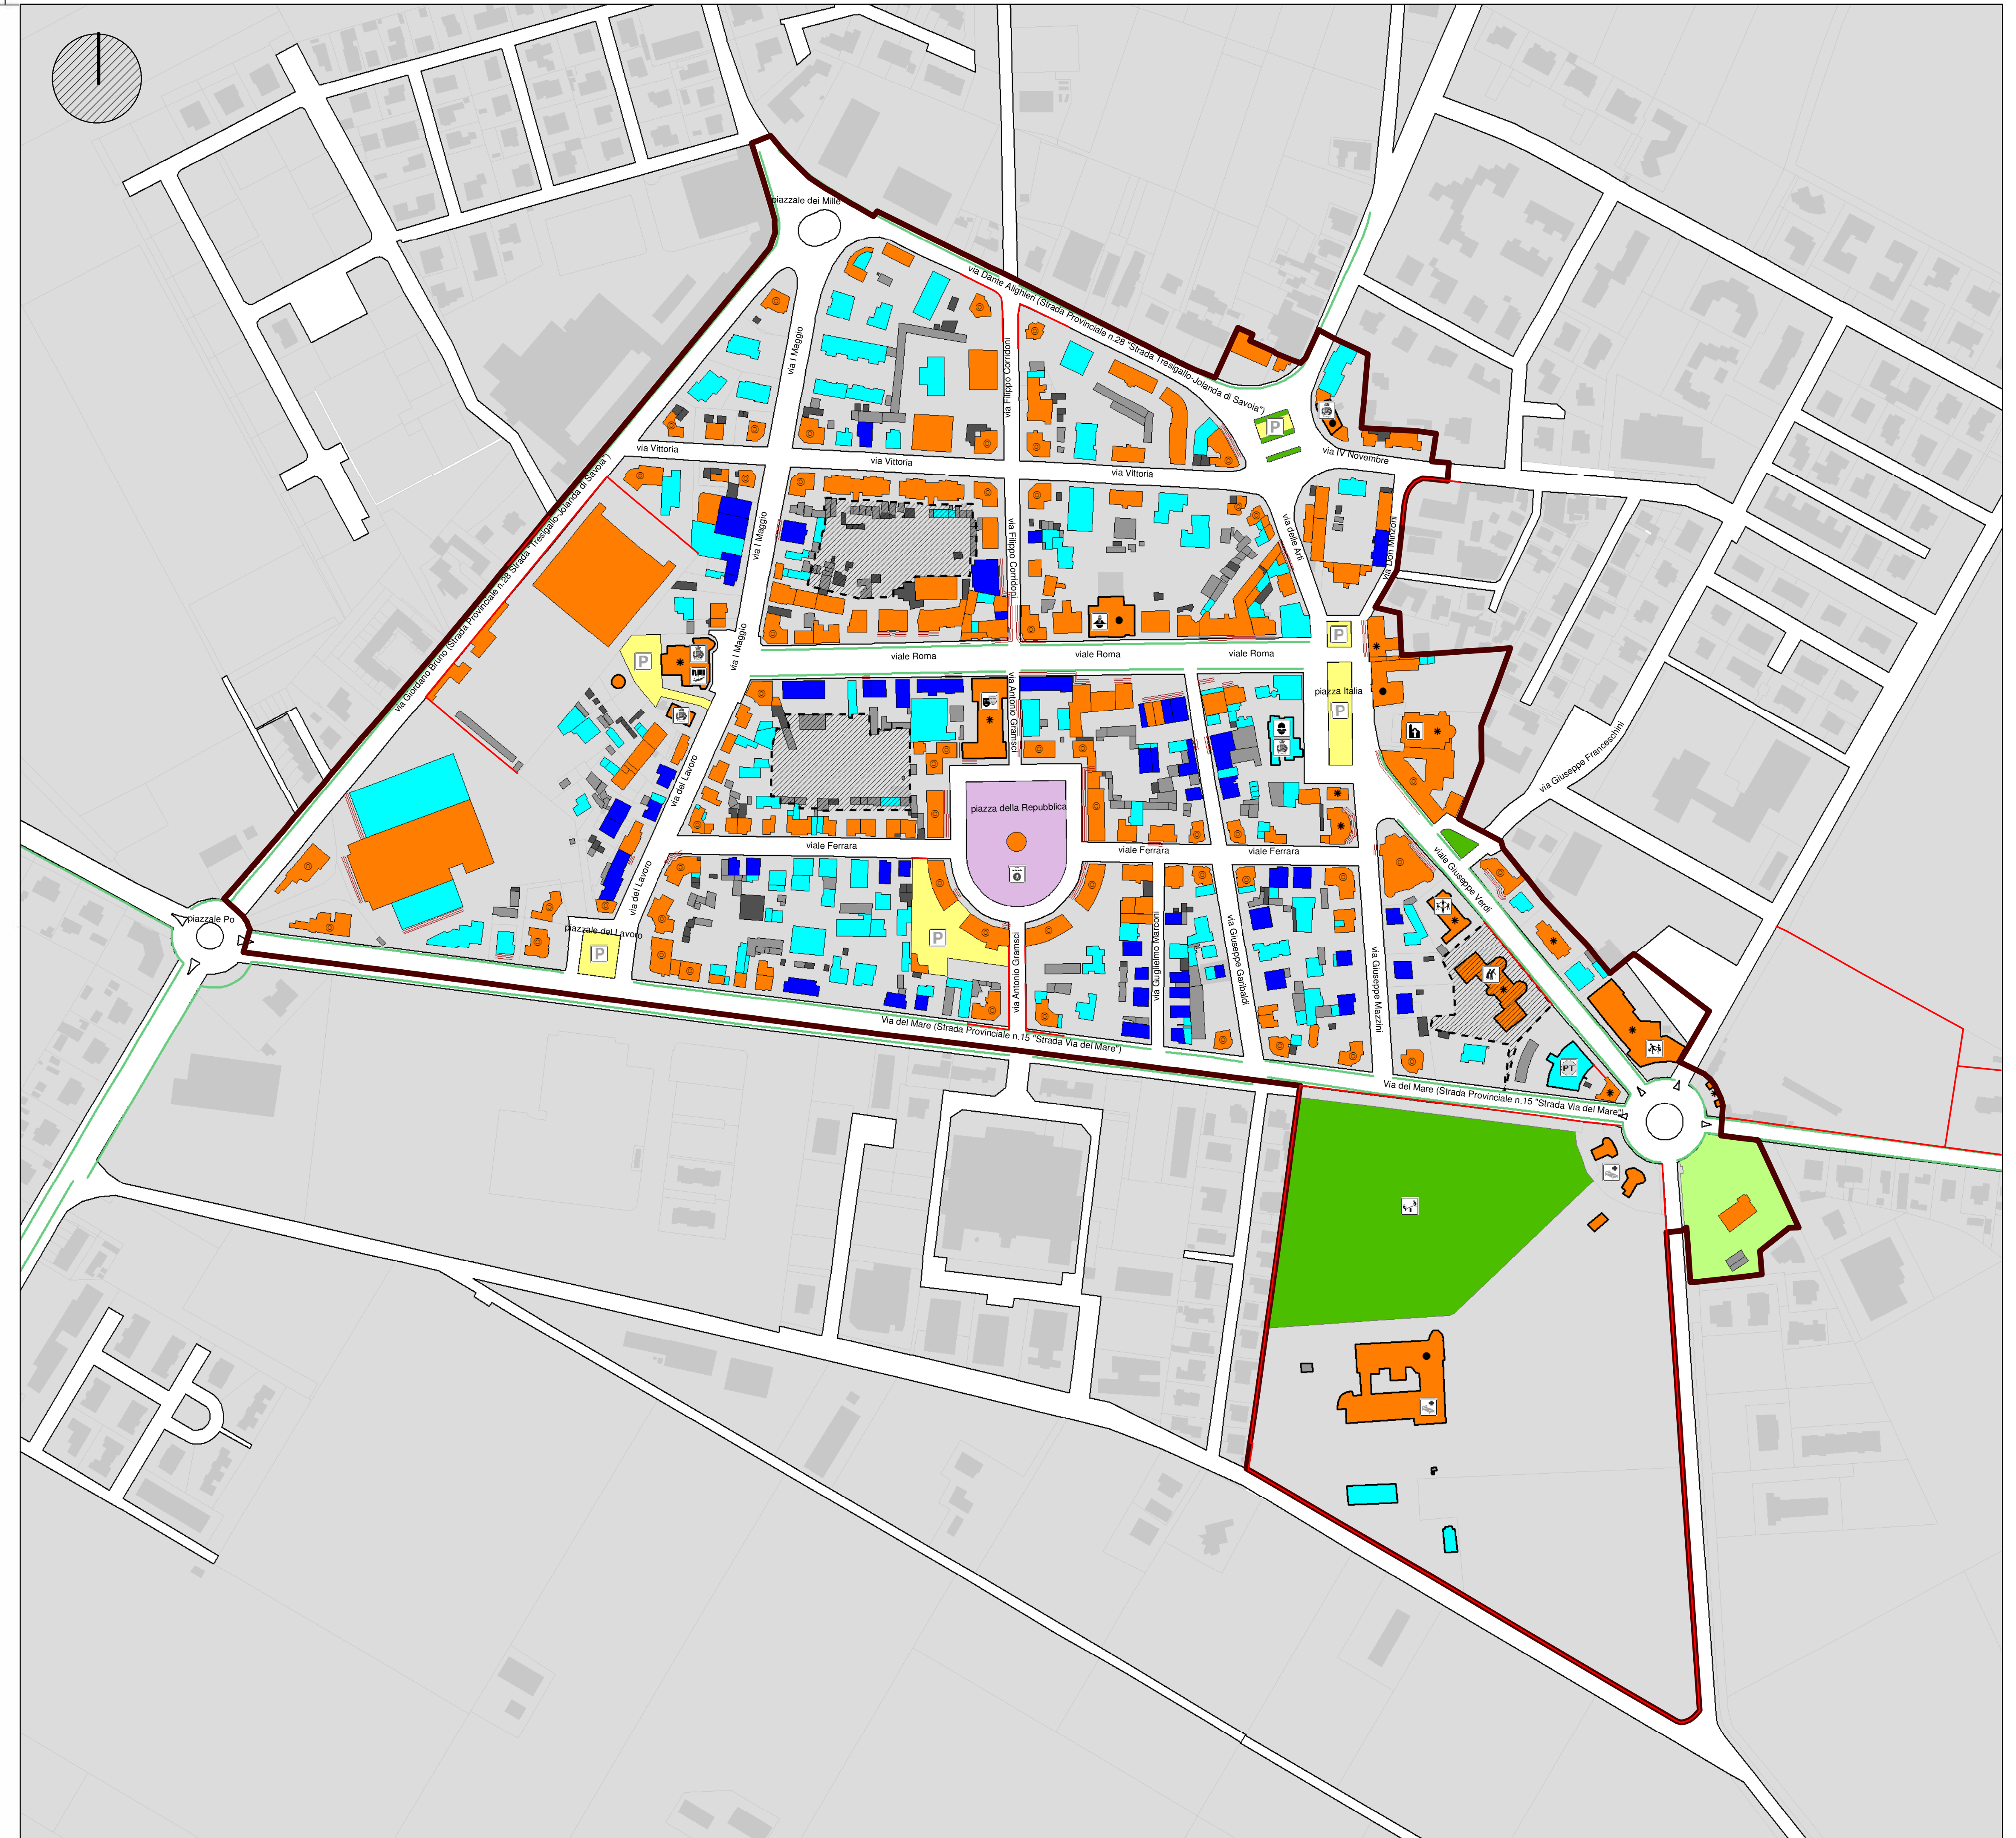 piazzale dei Mille
via Dante Alighieri (Strada Provinciale n.28 "Strada Tresigallo-Jolanda di Savoia")
via I Maggio
via Filippo Corridoni
P
via IV Novembre
via Vittoria
via Vittoria
via Vittoria
via Giordano Bruno (Strada Provinciale n.28 Strada "Tresigallo-Jolanda di Savoia")
via I Maggio
via Filippo Corridoni
via delle Arti
via Don Minzoni
via I Maggio
P
viale Roma
viale Roma
viale Roma
P
piazza Italia
P
via Antonio Gramsci
via del Lavoro
via Giuseppe Franceschini
piazza della Repubblica
viale Ferrara
viale Ferrara
viale Ferrara
viale Giuseppe Verdi
via del Lavoro
piazzale Po
piazzale del Lavoro
P
P
via Antonio Gramsci
via Guglielmo Marconi
via Giuseppe Garibaldi
via Giuseppe Mazzini
Via del Mare (Strada Provinciale n.15 "Strada Via del Mare")
PT
Via del Mare (Strada Provinciale n.15 "Strada Via del Mare")